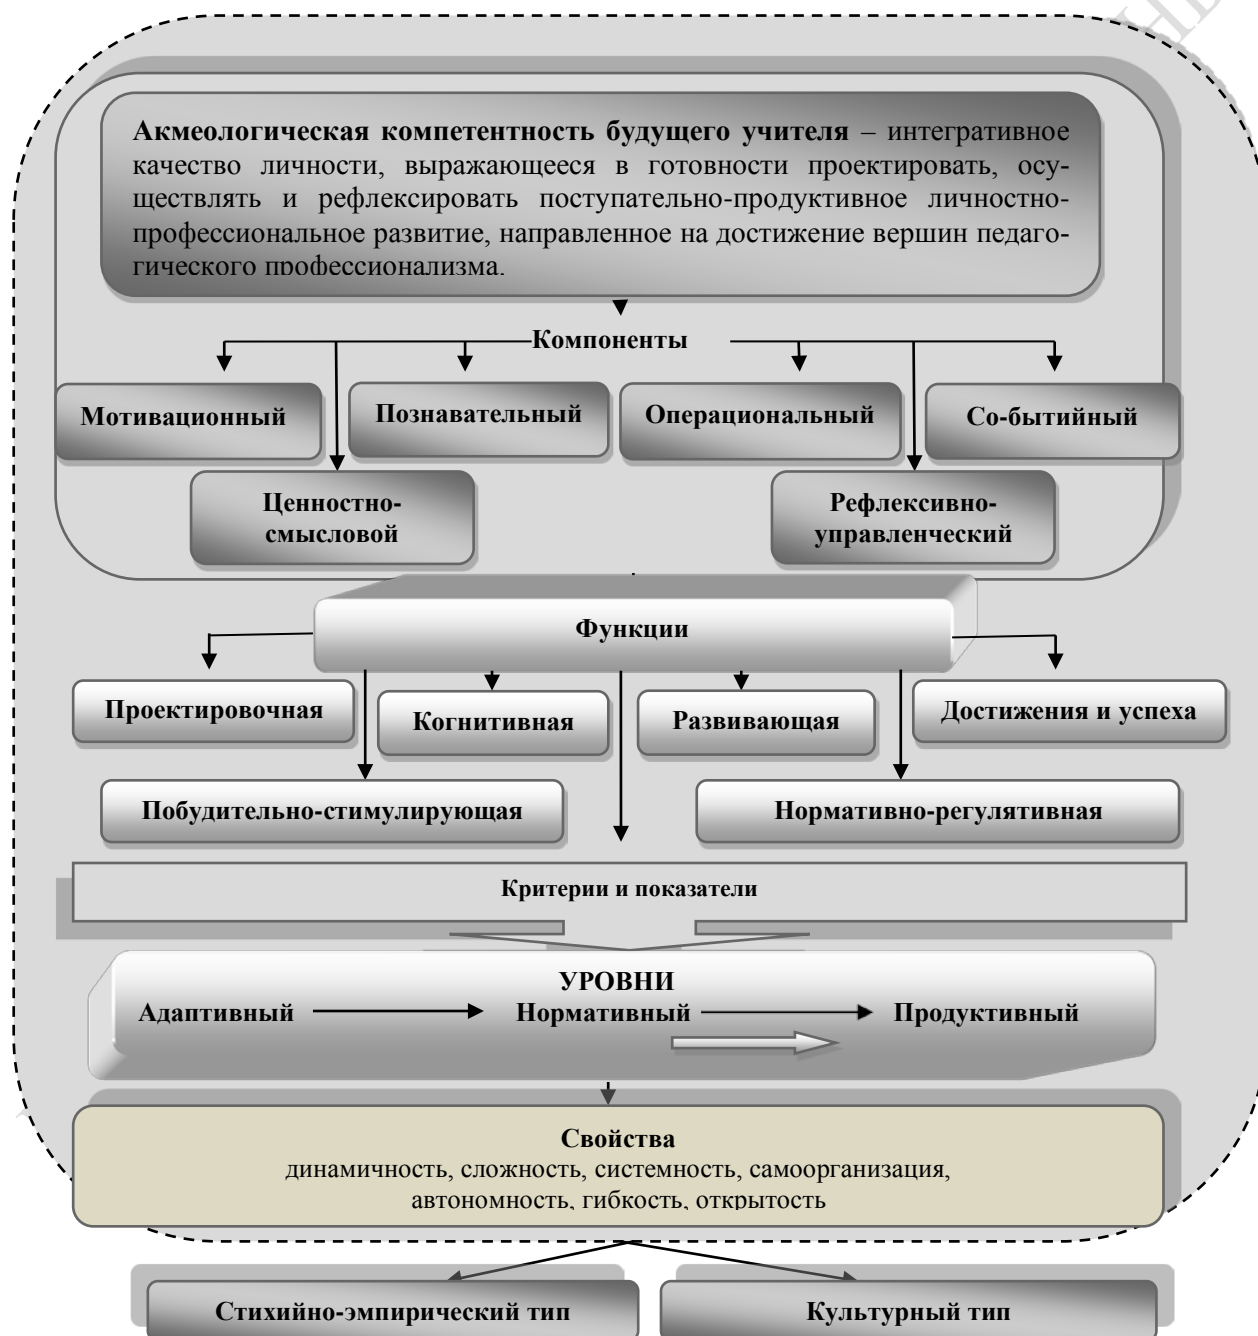 Акмеологическая компетентность будущего учителя – интегративное
качество личности, выражающееся в готовности проектировать, осу-
ществлять и рефлексировать поступательно-продуктивное личностно-
профессиональное развитие, направленное на достижение вершин педаго-
гического профессионализма.
Компоненты
Мотивационный
Познавательный
Операциональный
Со-бытийный
Ценностно-
смысловой
Рефлексивно-
управленческий
Функции
Проектировочная
Когнитивная
Развивающая
Достижения и успеха
Побудительно-стимулирующая
Нормативно-регулятивная
Критерии и показатели
УРОВНИ
Адаптивный
Нормативный
Продуктивный
Свойства
динамичность, сложность, системность, самоорганизация,
автономность, гибкость, открытость
Стихийно-эмпирический тип
Культурный тип